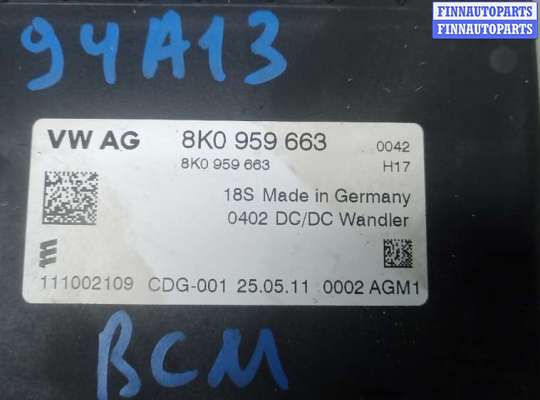 FINNAUTOPARTS
FINNAUTOPARTS
94A13
VW AG 8K0 959 663 0042
8K0 959 663 H17
18S Made in Germany
0402 DC/DC Wandler
111002109 CDG-001 25.05.11 0002 AGM1
BCM